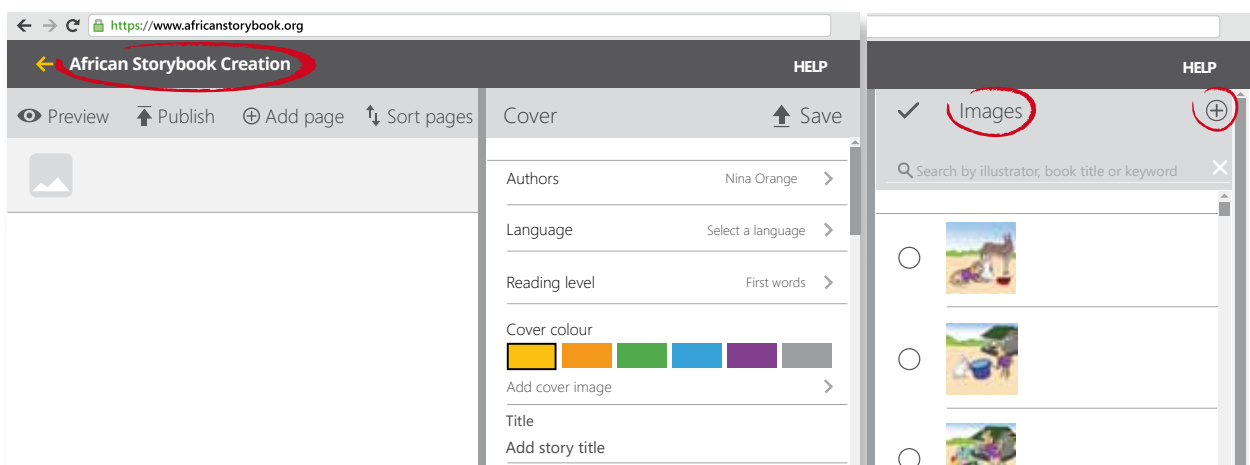 https://www.africanstorybook.org
African Storybook Creation
HELP
Preview Publish Add page Sort pages
Cover Save
Authors Nina Orange
Language Select a language
Reading level First words
Cover colour
Add cover image
Title
Add story title
HELP
Images
Search by illustrator, book title or keyword